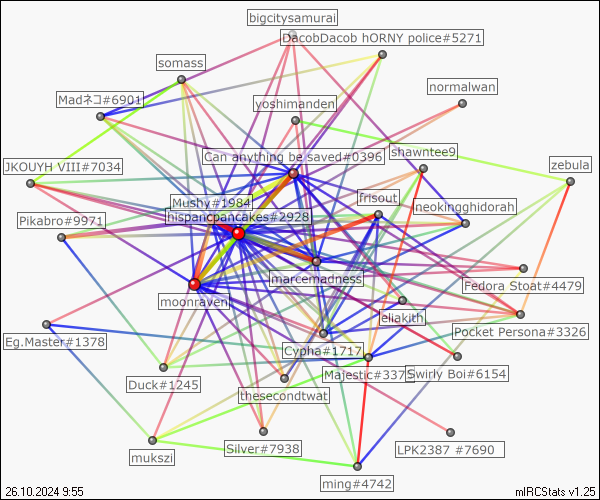 bigcitysamurai
DacobDacob hORNY police#5271
somass
normalwan
Madネコ#6901
yoshimanden
shawntee9
Can anything be saved#0396
zebula
JKOUYH VIII#7034
Mushy#1984
frisout
neokingghidorah
hispanicpancakes#2928
Pikabro#9971
marcemadness
Fedora Stoat#4479
moonraven
eliakith
Pocket Persona#3326
Eg.Master#1378
Cypha#1717
Majestic#337
Swirly Boi#6154
Duck#1245
thesecondtwat
Silver#7938
LPK2387 #7690
mukszi
ming#4742
26.10.2024 9:55
mIRCStats v1.25